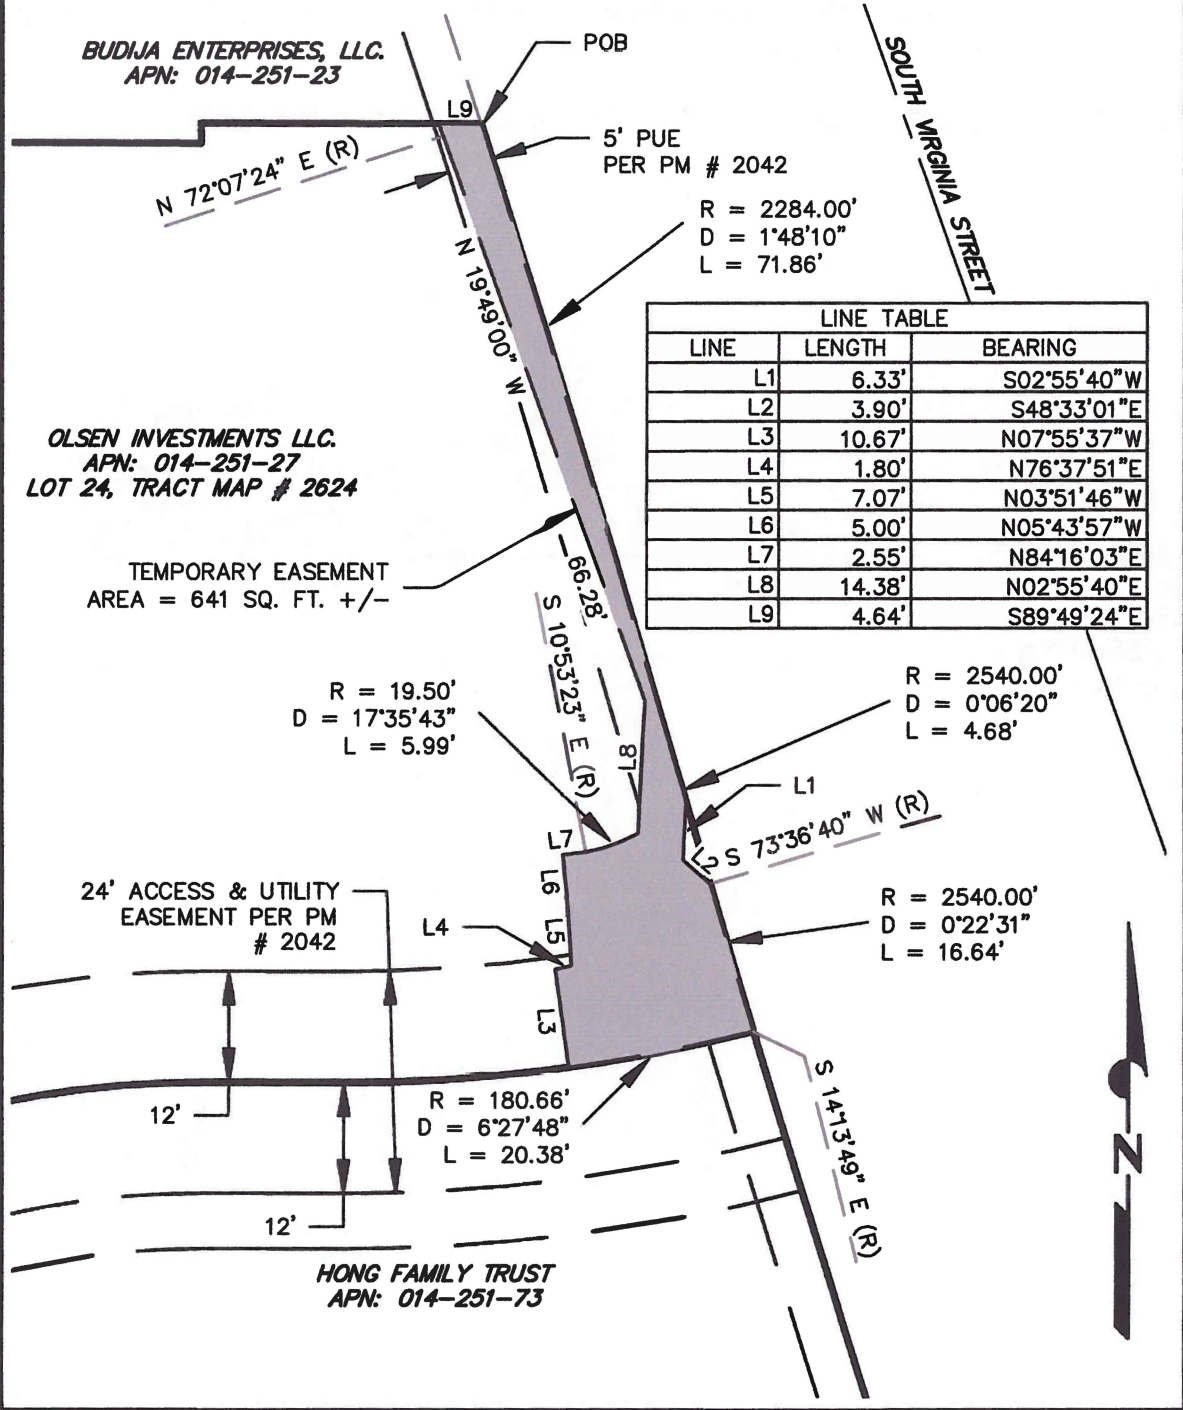 BUDIJA ENTERPRISES, LLC.
APN: 014-251-23
POB
L9
5' PUE
PER PM # 2042
N 72°07'24" E (R)
R = 2284.00'
D = 1°48'10"
L = 71.86'
SOUTH VIRGINIA STREET
N 19°49'00" W
LINE TABLE
LINE LENGTH BEARING
L1 6.33' S02°55'40"W
L2 3.90' S48°33'01"E
L3 10.67' N07°55'37"W
L4 1.80' N76°37'51"E
L5 7.07' N03°51'46"W
L6 5.00' N05°43'57"W
L7 2.55' N84°16'03"E
L8 14.38' N02°55'40"E
L9 4.64' S89°49'24"E
OLSEN INVESTMENTS LLC.
APN: 014-251-27
LOT 24, TRACT MAP # 2624
TEMPORARY EASEMENT
AREA = 641 SQ. FT. +/-
66.28'
S 10°53'23" E (R)
R = 19.50'
D = 17°35'43"
L = 5.99'
R = 2540.00'
D = 0°06'20"
L = 4.68'
L8
L1
L7
L2
S 73°36'40" W (R)
L6
24' ACCESS & UTILITY
EASEMENT PER PM
# 2042
L4
L5
R = 2540.00'
D = 0°22'31"
L = 16.64'
L3
12'
R = 180.66'
D = 6°27'48"
L = 20.38'
S 14°13'49" E (R)
12'
N
HONG FAMILY TRUST
APN: 014-251-73